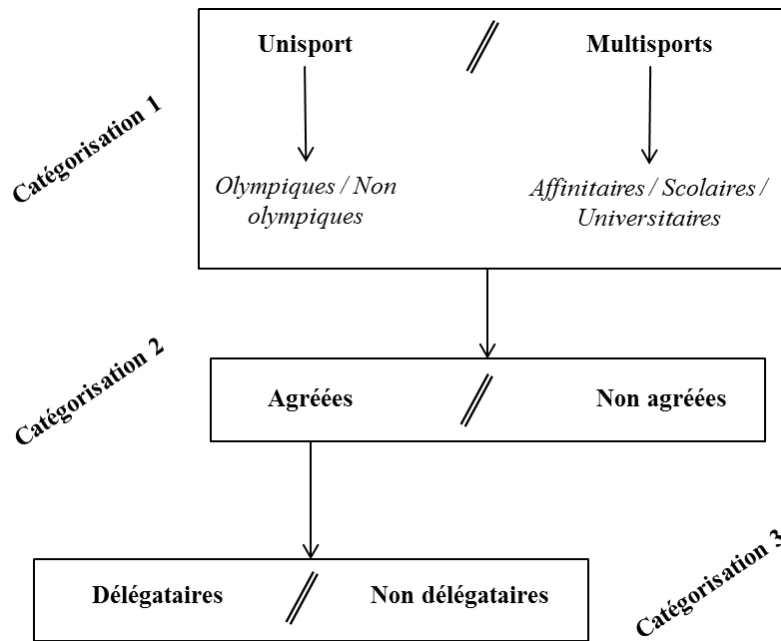 Unisport
Multisports
Catégorisation 1
Olympiques / Non
olympiques
Affinitaires / Scolaires /
Universitaires
Catégorisation 2
Agréées
Non agréées
Catégorisation 3
Délégataires
Non délégataires